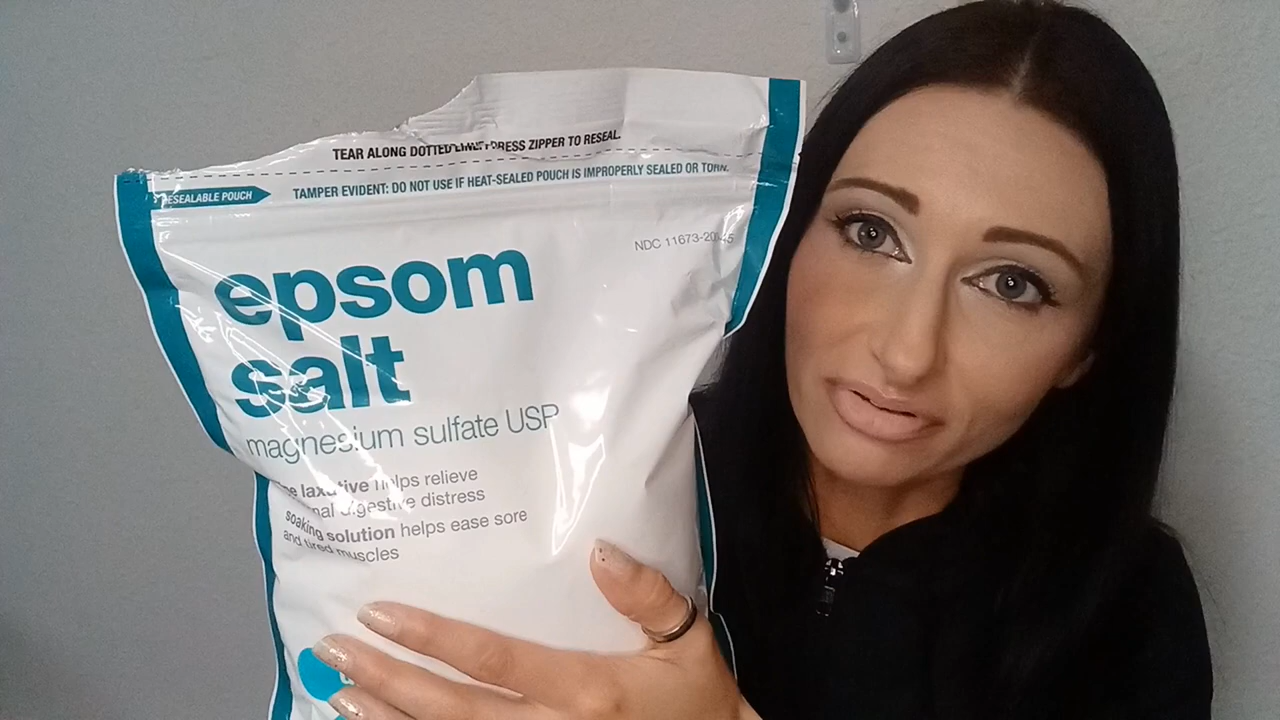 TEAR ALONG DOTTED PRESS ZIPPER TO RESEAL.
RESEALABLE POUCH
TAMPER EVIDENT: DO NOT USE IF HEAT-SEALED POUCH IS IMPROPERLY SEALED OR TORN.
NDC 11673-
epsom
salt
magnesium sulfate USP
laxative helps relieve
digestive distress
soaking solution helps ease sore
and tired muscles